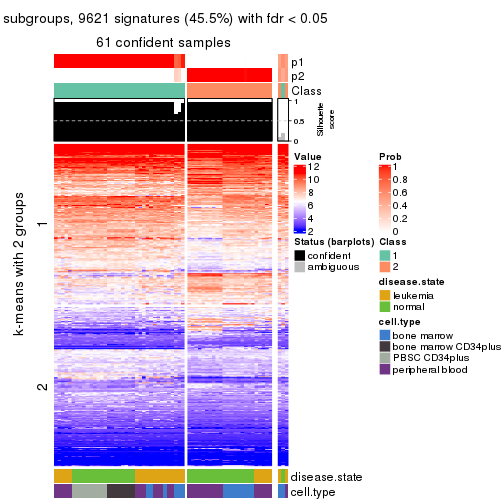 subgroups, 9621 signatures (45.5%) with fdr < 0.05
61 confident samples
p1
p2
Class
1
0.5
0
Silhouette
score
k-means with 2 groups
1
2
Value
12
10
8
6
4
2
Status (barplots)
confident
ambiguous
Prob
1
0.8
0.6
0.4
0.2
0
Class
1
2
disease.state
leukemia
normal
cell.type
bone marrow
bone marrow CD34plus
PBSC CD34plus
peripheral blood
disease.state
cell.type